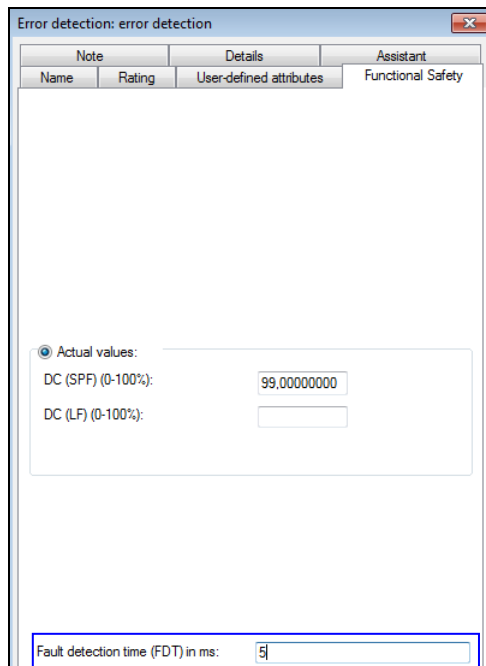 Error detection: error detection
Note Details Assistant
Name Rating User-defined attributes Functional Safety
Actual values:
DC (SPF) (0-100%): 99,00000000
DC (LF) (0-100%):
Fault detection time (FDT) in ms: 5